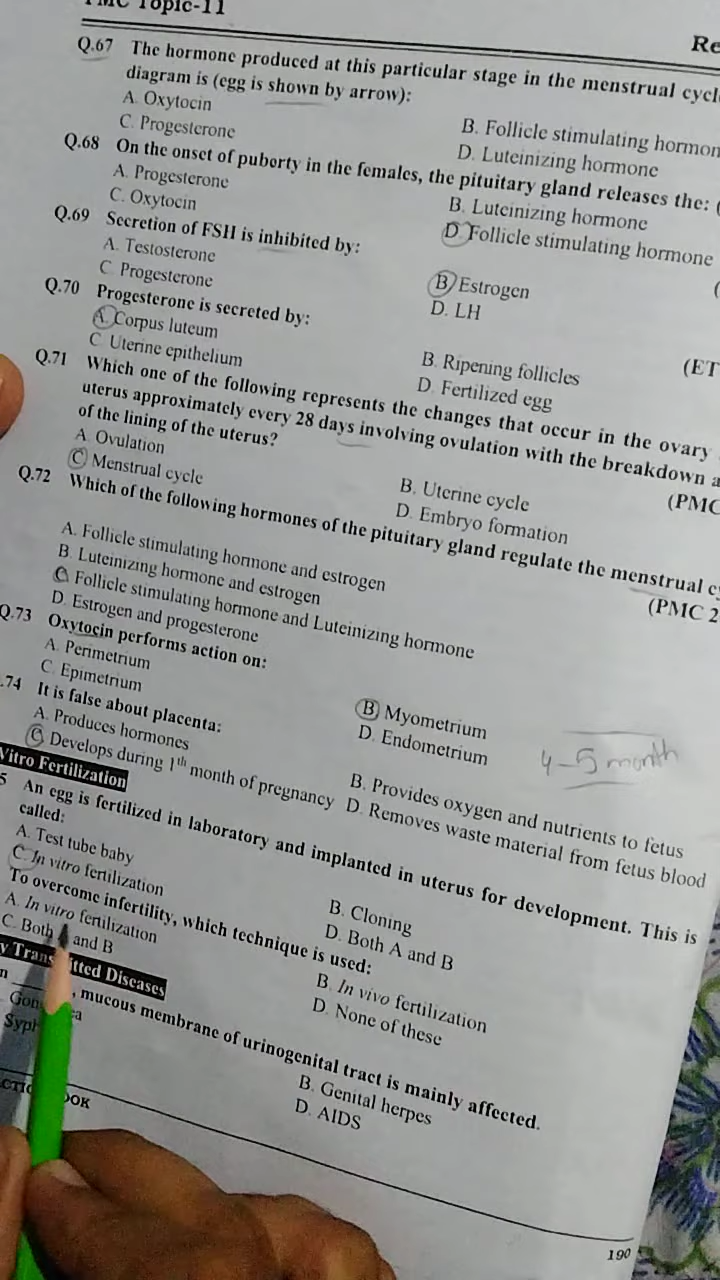 Topic-11
Re
Q.67 The hormone produced at this particular stage in the menstrual cycl
diagram is (egg is shown by arrow):
A. Oxytocin
B. Follicle stimulating hormon
C. Progesterone
D. Luteinizing hormone
Q.68 On the onset of puberty in the females, the pituitary gland releases the: (
A. Progesterone
B. Luteinizing hormone
C. Oxytocin
D. Follicle stimulating hormone
Q.69 Secretion of FSH is inhibited by: (
A. Testosterone
B. Estrogen
C. Progesterone
D. LH
Q.70 Progesterone is secreted by: (ET
A. Corpus luteum
B. Ripening follicles
C. Uterine epithelium
D. Fertilized egg
Q.71 Which one of the following represents the changes that occur in the ovary
uterus approximately every 28 days involving ovulation with the breakdown a
of the lining of the uterus? (PMC
A. Ovulation
B. Uterine cycle
C. Menstrual cycle
D. Embryo formation
Q.72 Which of the following hormones of the pituitary gland regulate the menstrual cy
(PMC 2
A. Follicle stimulating hormone and estrogen
B. Luteinizing hormone and estrogen
C. Follicle stimulating hormone and Luteinizing hormone
D. Estrogen and progesterone
Q.73 Oxytocin performs action on:
A. Perimetrium
B. Myometrium
C. Epimetrium
D. Endometrium
.74 It is false about placenta:
4-5 month
A. Produces hormones
B. Provides oxygen and nutrients to fetus
C. Develops during 1th month of pregnancy
D. Removes waste material from fetus blood
Vitro Fertilization
5 An egg is fertilized in laboratory and implanted in uterus for development. This is
called:
A. Test tube baby
B. Cloning
C. In vitro fertilization
D. Both A and B
To overcome infertility, which technique is used:
A. In vitro fertilization
B. In vivo fertilization
C. Both and B
D. None of these
y Trans itted Diseases
n ____, mucous membrane of urinogenital tract is mainly affected.
Gon ea
B. Genital herpes
Syph
D. AIDS
CTIC OOK
190